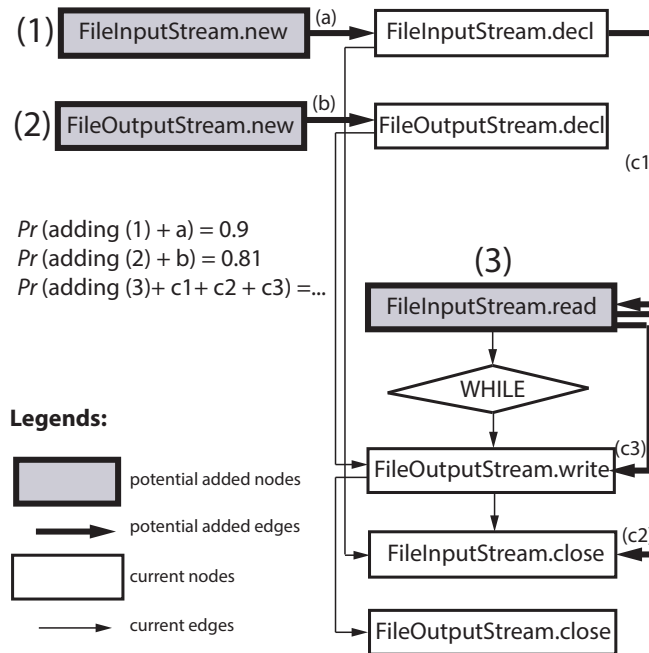 (1) FileInputStream.new (a) FileInputStream.decl
(2) FileOutputStream.new (b) FileOutputStream.decl
(c1
Pr (adding (1) + a) = 0.9
Pr (adding (2) + b) = 0.81
Pr (adding (3)+ c1+ c2 + c3) =...
(3)
FileInputStream.read
WHILE
(c3)
FileOutputStream.write
(c2)
FileInputStream.close
FileOutputStream.close
Legends:
potential added nodes
potential added edges
current nodes
current edges